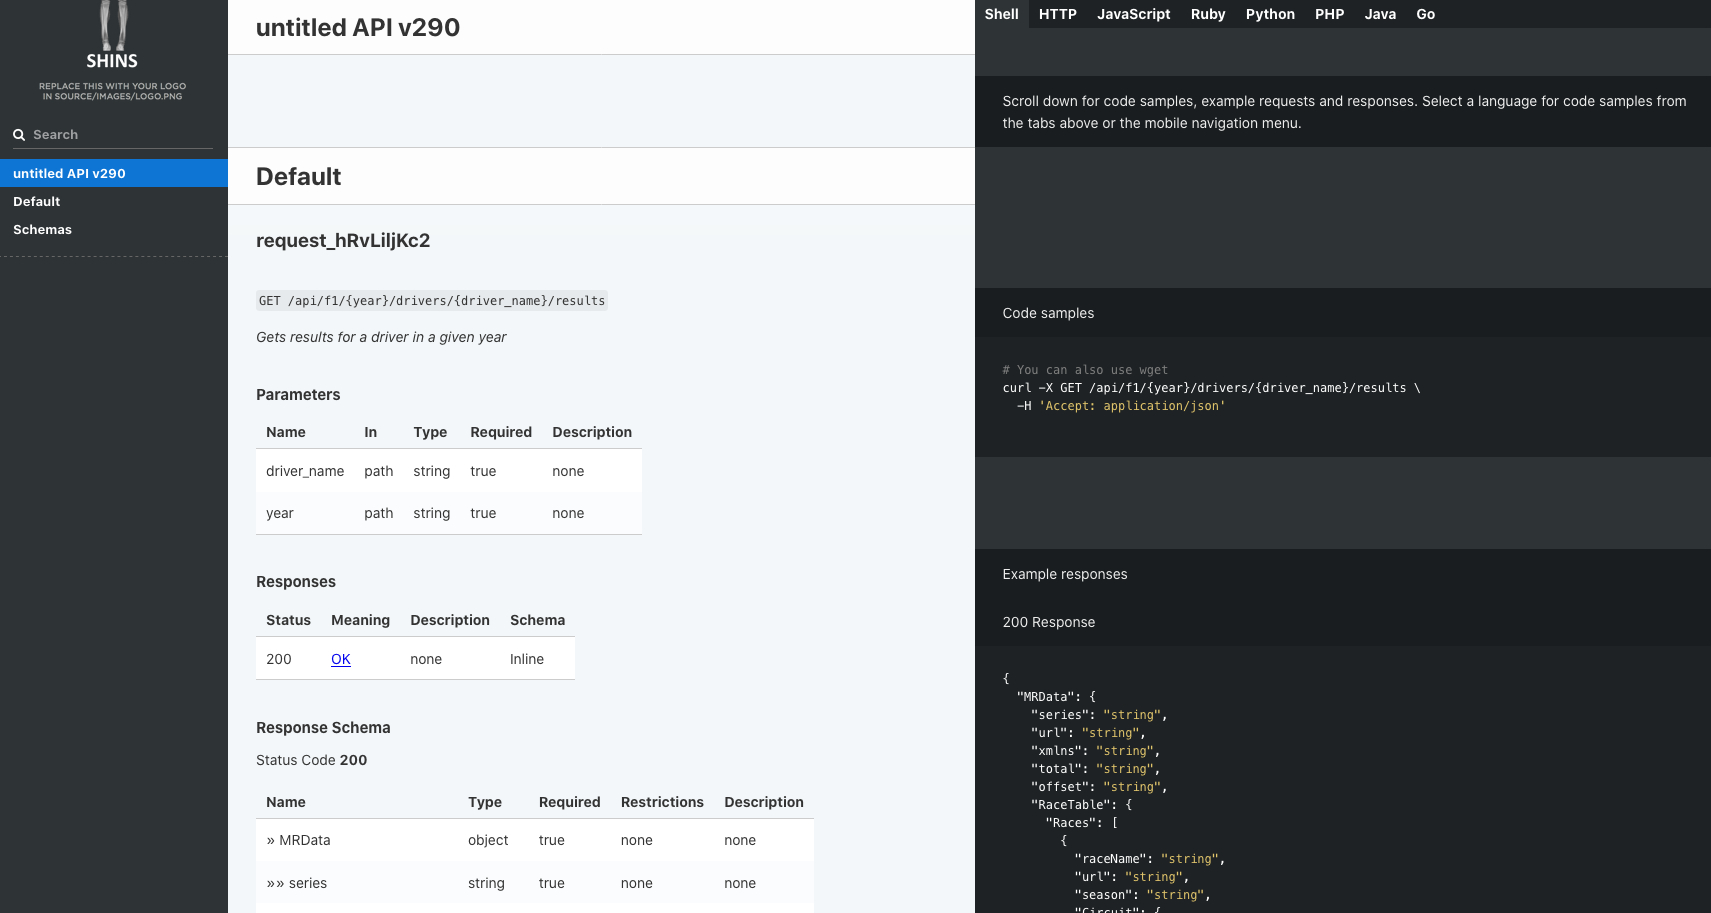 SHINS
REPLACE THIS WITH YOUR LOGO
IN SOURCE/IMAGES/LOGO.PNG
Search
untitled API v290
Default
Schemas
untitled API v290
Default
request_hRvLiljKc2
GET /api/f1/{year}/drivers/{driver_name}/results
Gets results for a driver in a given year
Parameters
Name In Type Required Description
driver_name path string true none
year path string true none
Responses
Status Meaning Description Schema
200 OK none Inline
Response Schema
Status Code 200
Name Type Required Restrictions Description
» MRData object true none none
»» series string true none none
Shell HTTP JavaScript Ruby Python PHP Java Go
Scroll down for code samples, example requests and responses. Select a language for code samples from
the tabs above or the mobile navigation menu.
Code samples
# You can also use wget
curl -X GET /api/f1/{year}/drivers/{driver_name}/results \
-H 'Accept: application/json'
Example responses
200 Response
{
"MRData": {
"series": "string",
"url": "string",
"xmlns": "string",
"total": "string",
"offset": "string",
"RaceTable": {
"Races": [
{
"raceName": "string",
"url": "string",
"season": "string",
"Circuit": {